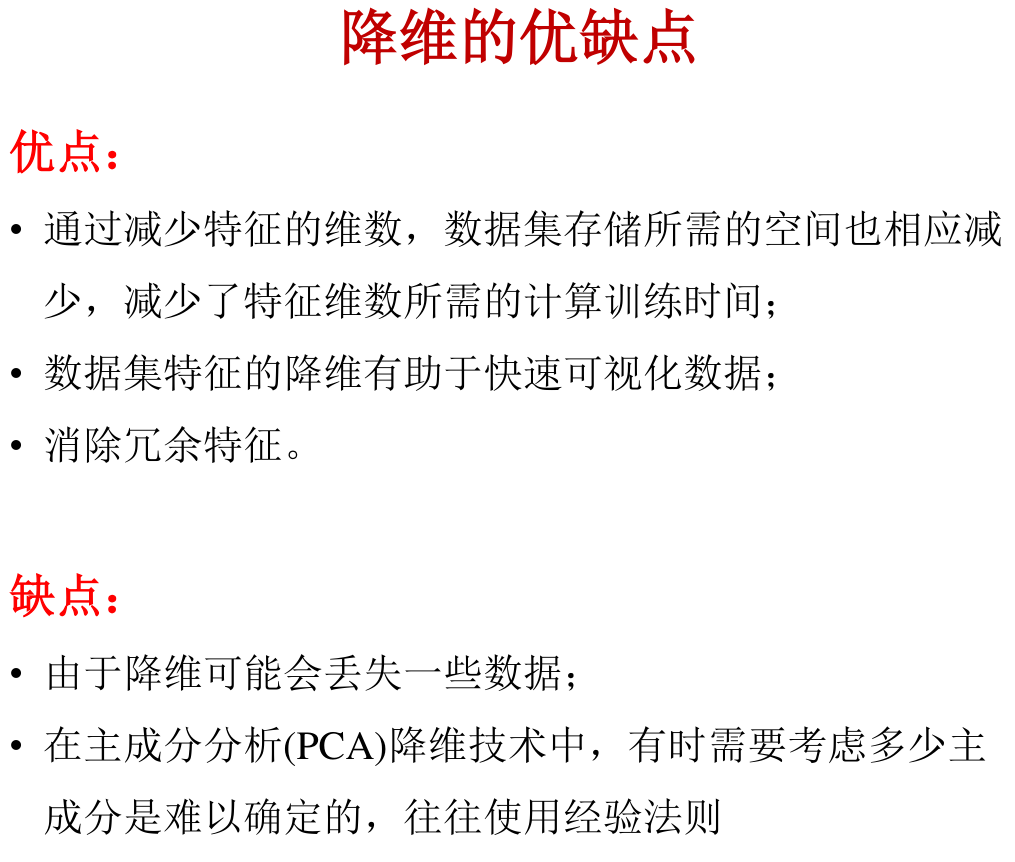 降维的优缺点
优点：
• 通过减少特征的维数，数据集存储所需的空间也相应减
少，减少了特征维数所需的计算训练时间；
• 数据集特征的降维有助于快速可视化数据；
• 消除冗余特征。
缺点：
• 由于降维可能会丢失一些数据；
• 在主成分分析(PCA)降维技术中，有时需要考虑多少主
成分是难以确定的，往往使用经验法则